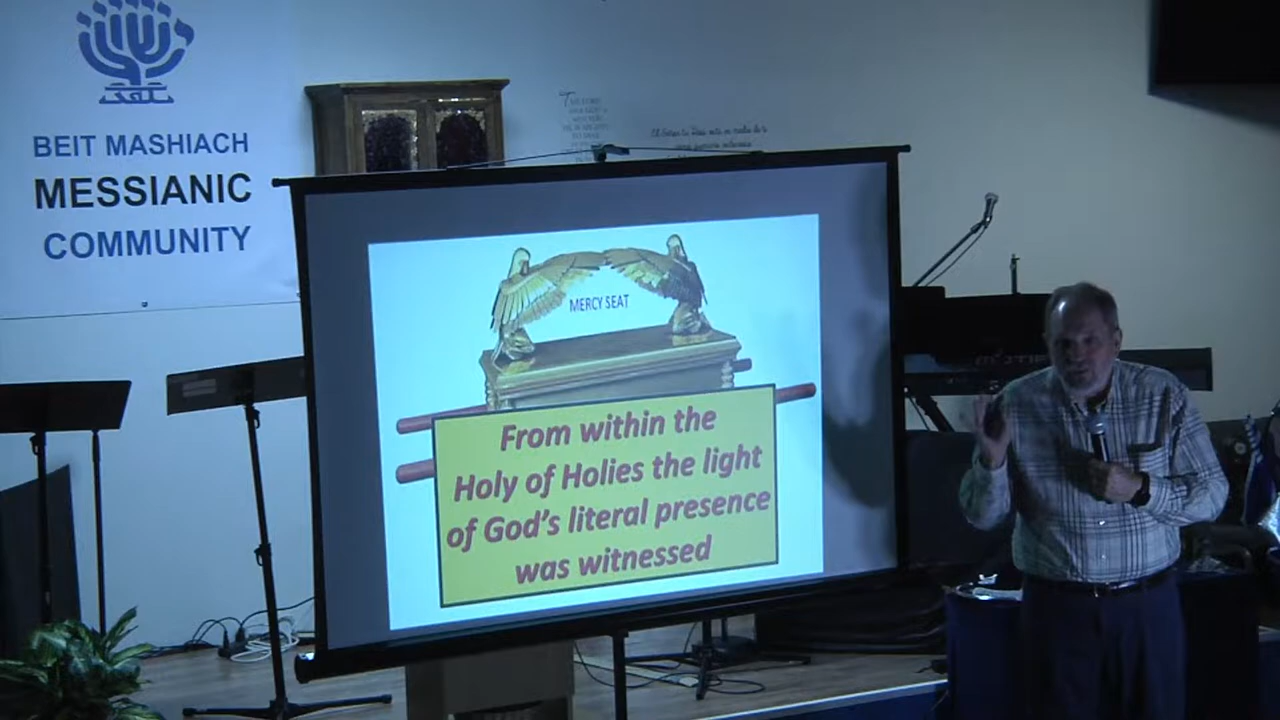 BEIT MASHIACH
MESSIANIC
COMMUNITY
MERCY SEAT
From within the
Holy of Holies the light
of God's literal presence
was witnessed